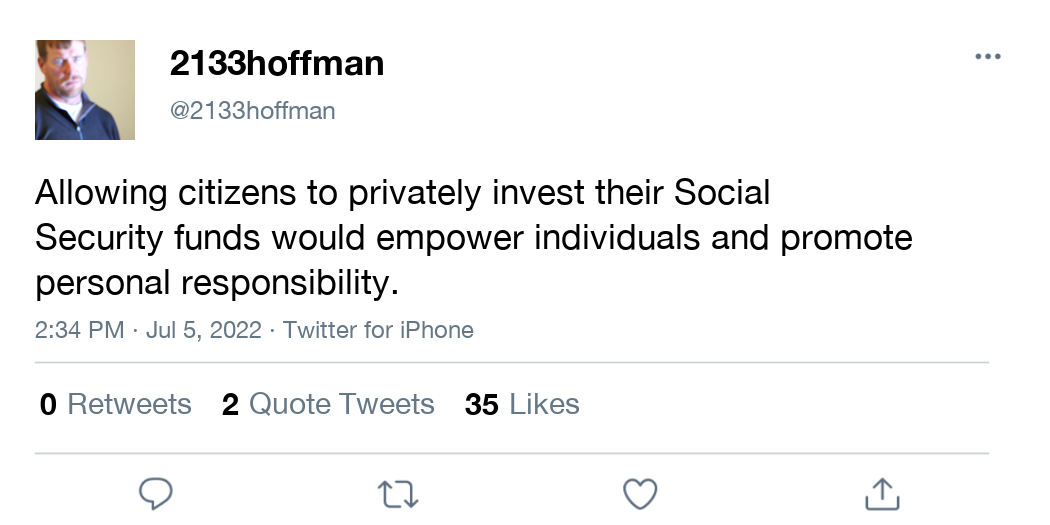 2133hoffman
@2133hoffman
Allowing citizens to privately invest their Social
Security funds would empower individuals and promote
personal responsibility.
2:34 PM · Jul 5, 2022 · Twitter for iPhone
0 Retweets 2 Quote Tweets 35 Likes